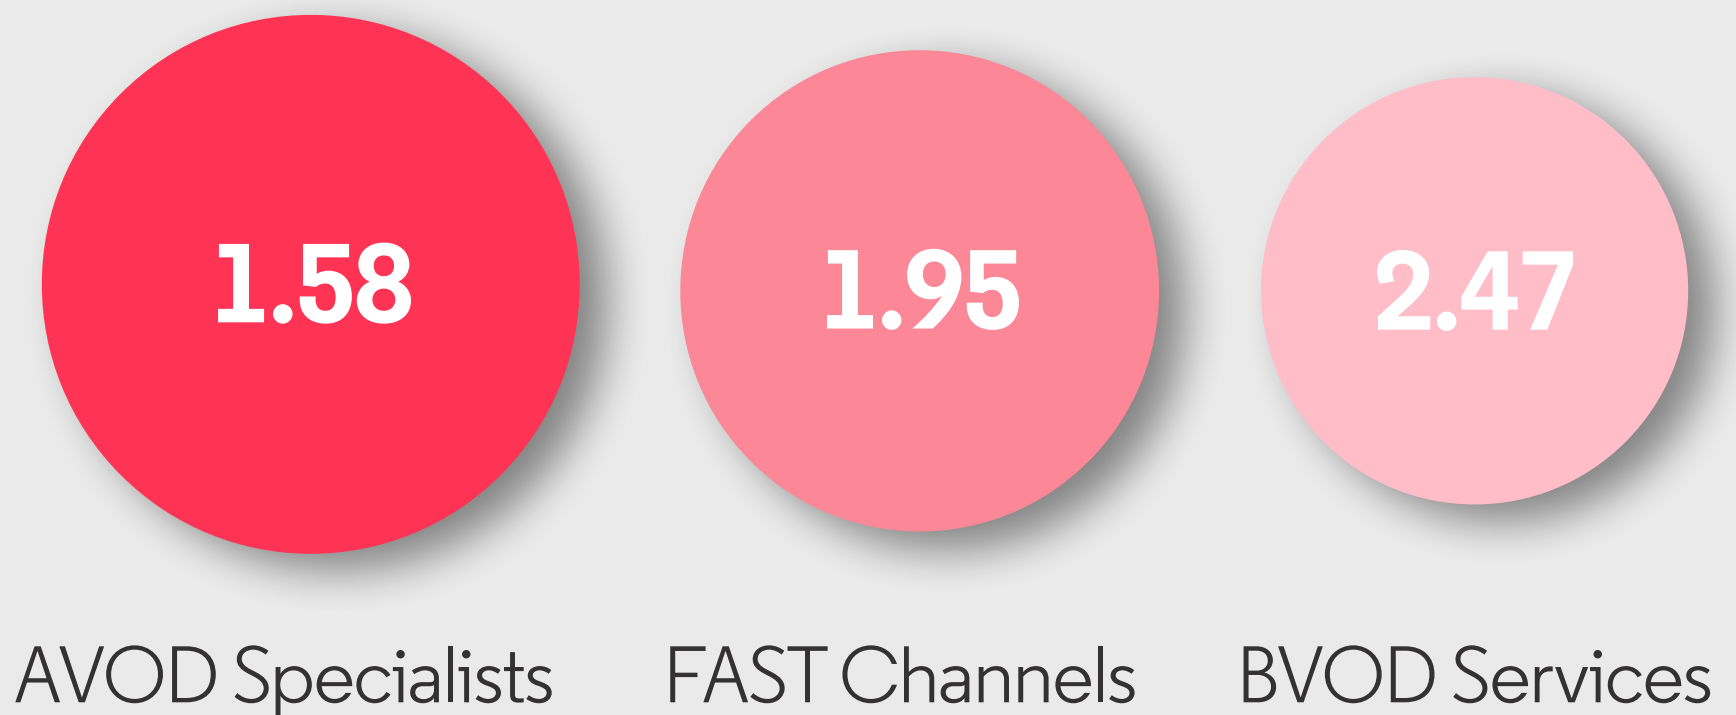 1.58
1.95
2.47
AVOD Specialists
FAST Channels
BVOD Services